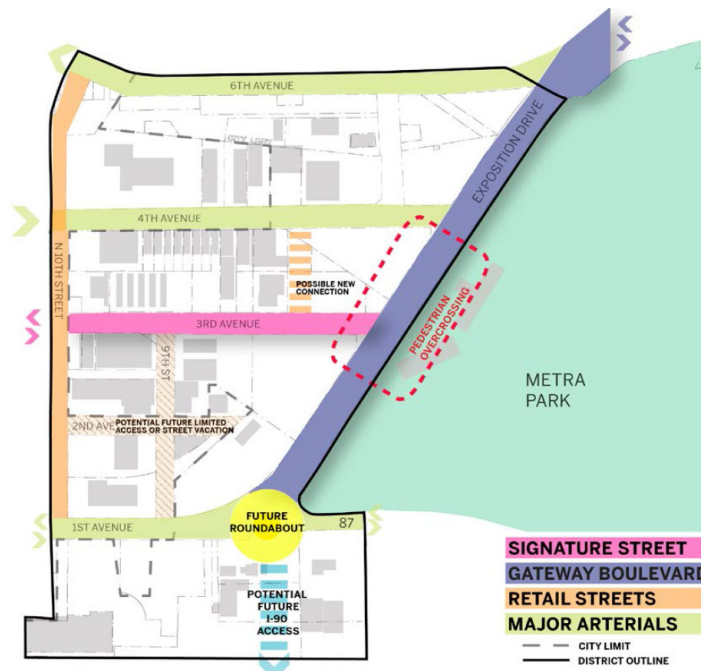 6TH AVENUE
CITY LIMIT
EXPOSITION DRIVE
4TH AVENUE
N 10TH STREET
POSSIBLE NEW
CONNECTION
3RD AVENUE
PEDESTRIAN
OVERCROSSING
9TH ST
METRA
PARK
2ND AVE
POTENTIAL FUTURE LIMITED
ACCESS OR STREET VACATION
1ST AVENUE
FUTURE
ROUNDABOUT
87
POTENTIAL
FUTURE
I-90
ACCESS
SIGNATURE STREET
GATEWAY BOULEVARD
RETAIL STREETS
MAJOR ARTERIALS
CITY LIMIT
DISTRICT OUTLINE